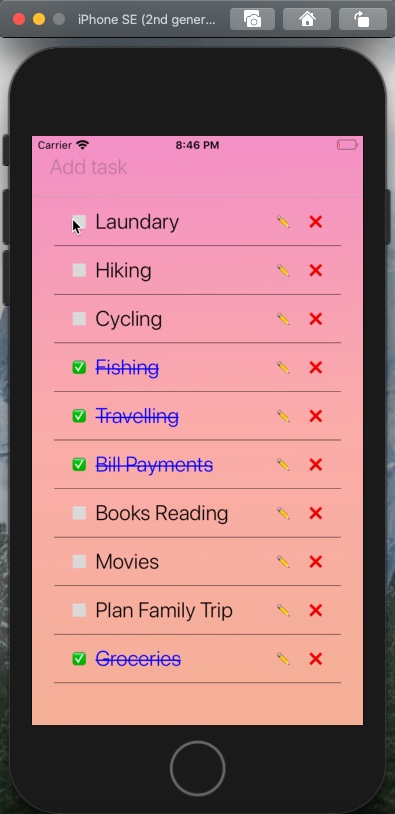 iPhone SE (2nd gener...
Carrier 8:46 PM
Add task
Laundary
Hiking
Cycling
Fishing
Travelling
Bill Payments
Books Reading
Movies
Plan Family Trip
Groceries